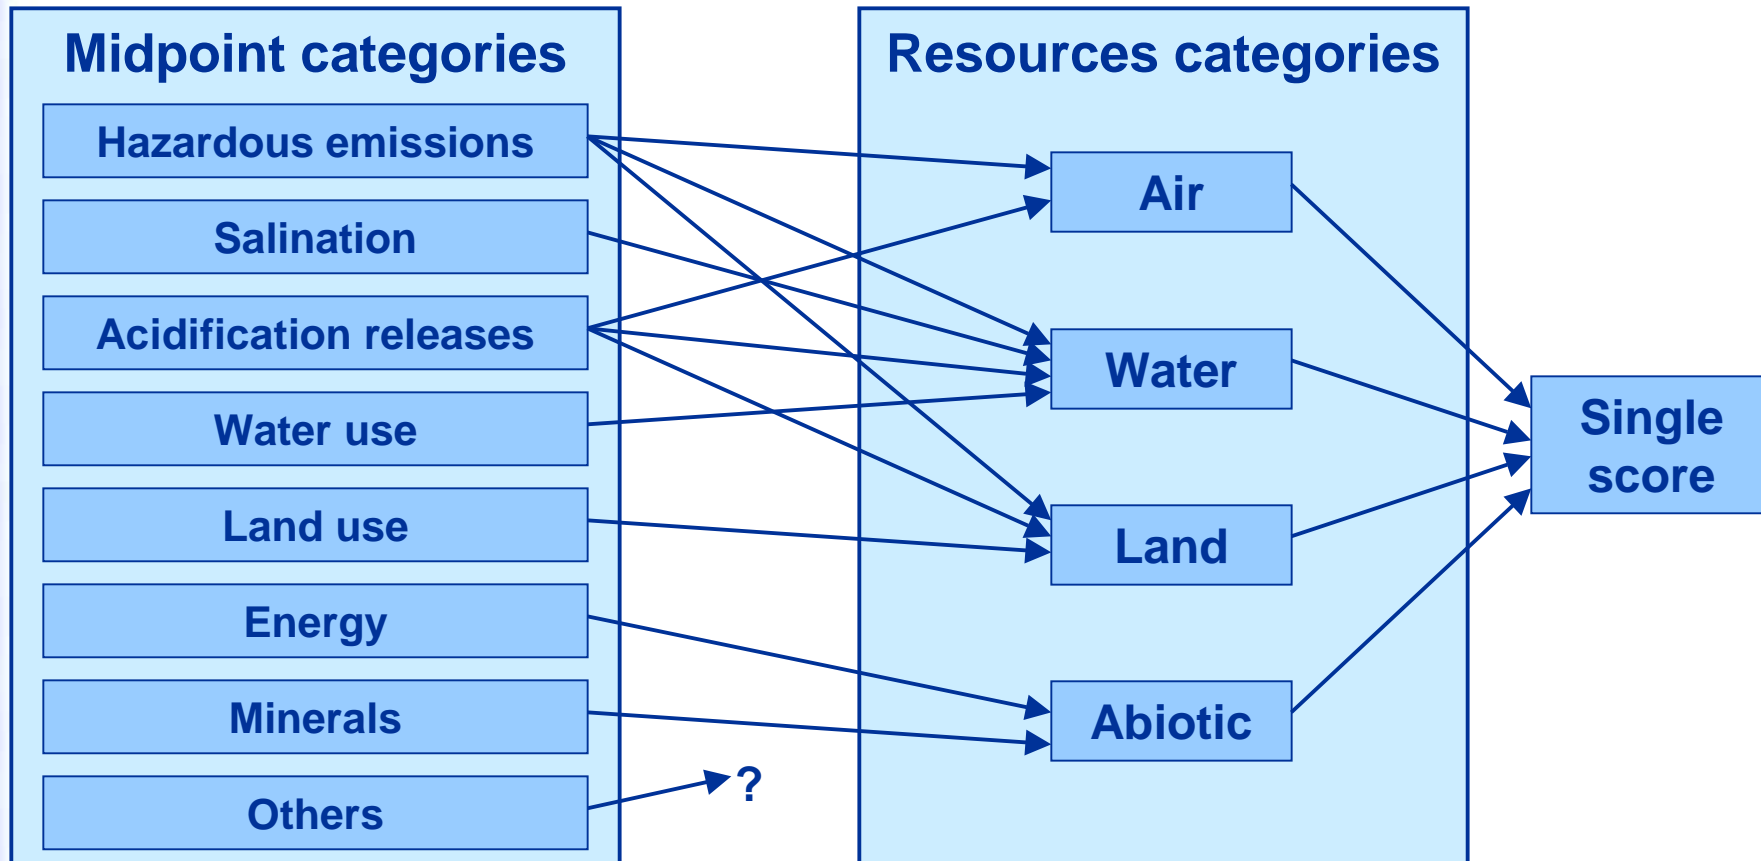 Midpoint categories
Hazardous emissions
Salination
Acidification releases
Water use
Land use
Energy
Minerals
Others
?
Resources categories
Air
Water
Land
Abiotic
Single
score